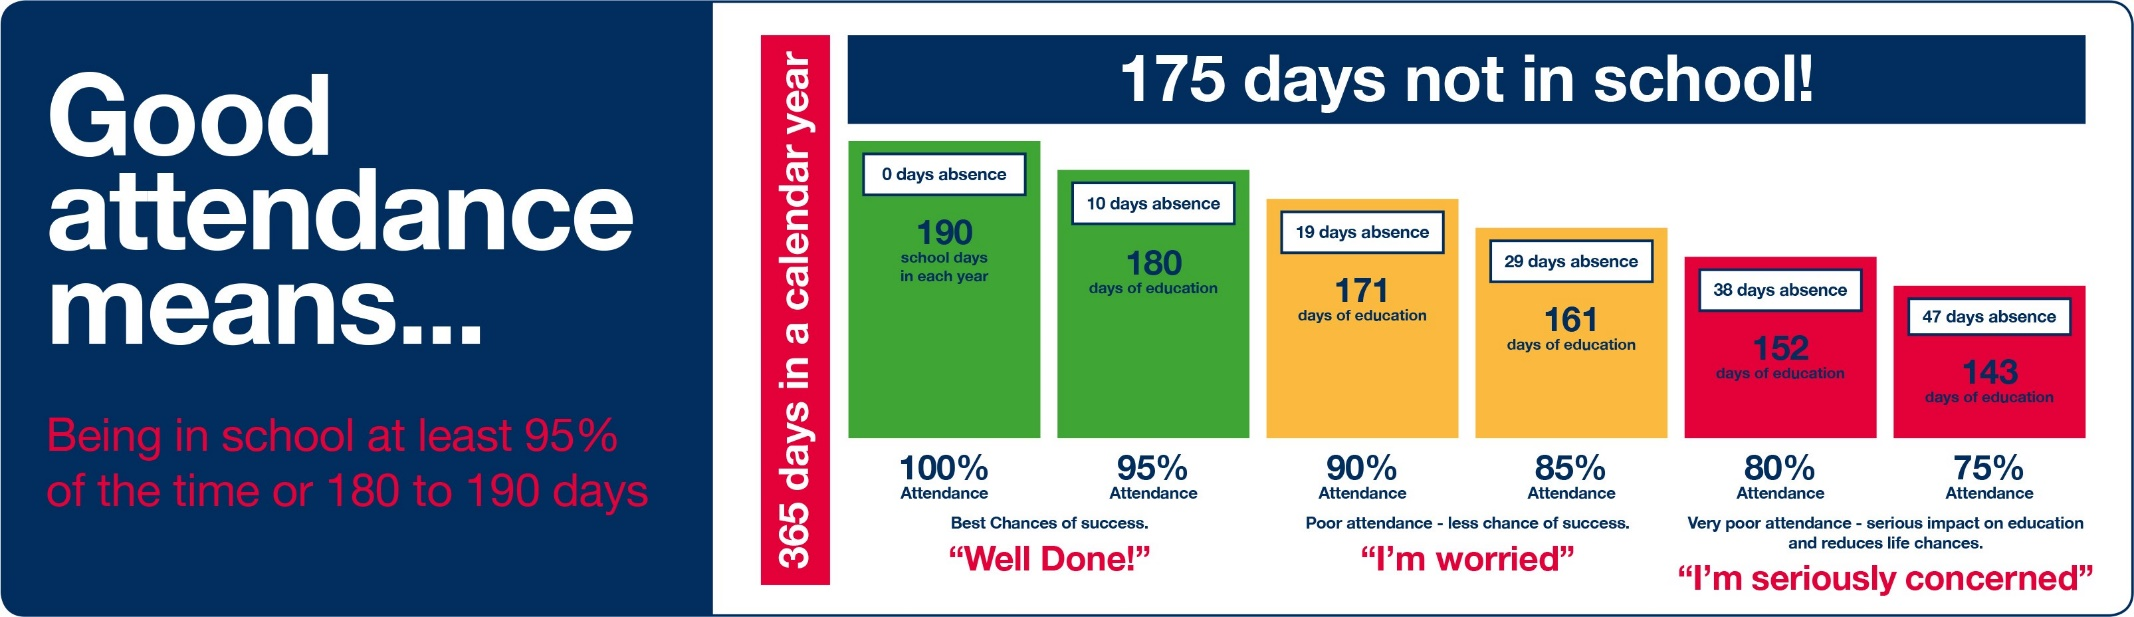 Good
attendance
means...
Being in school at least 95%
of the time or 180 to 190 days
365 days in a calendar year
175 days not in school!
0 days absence
190
school days
in each year
100%
Attendance
10 days absence
180
days of education
95%
Attendance
Best Chances of success.
“Well Done!”
19 days absence
171
days of education
90%
Attendance
29 days absence
161
days of education
85%
Attendance
Poor attendance - less chance of success.
“I’m worried”
38 days absence
152
days of education
80%
Attendance
47 days absence
143
days of education
75%
Attendance
Very poor attendance - serious impact on education
and reduces life chances.
“I’m seriously concerned”